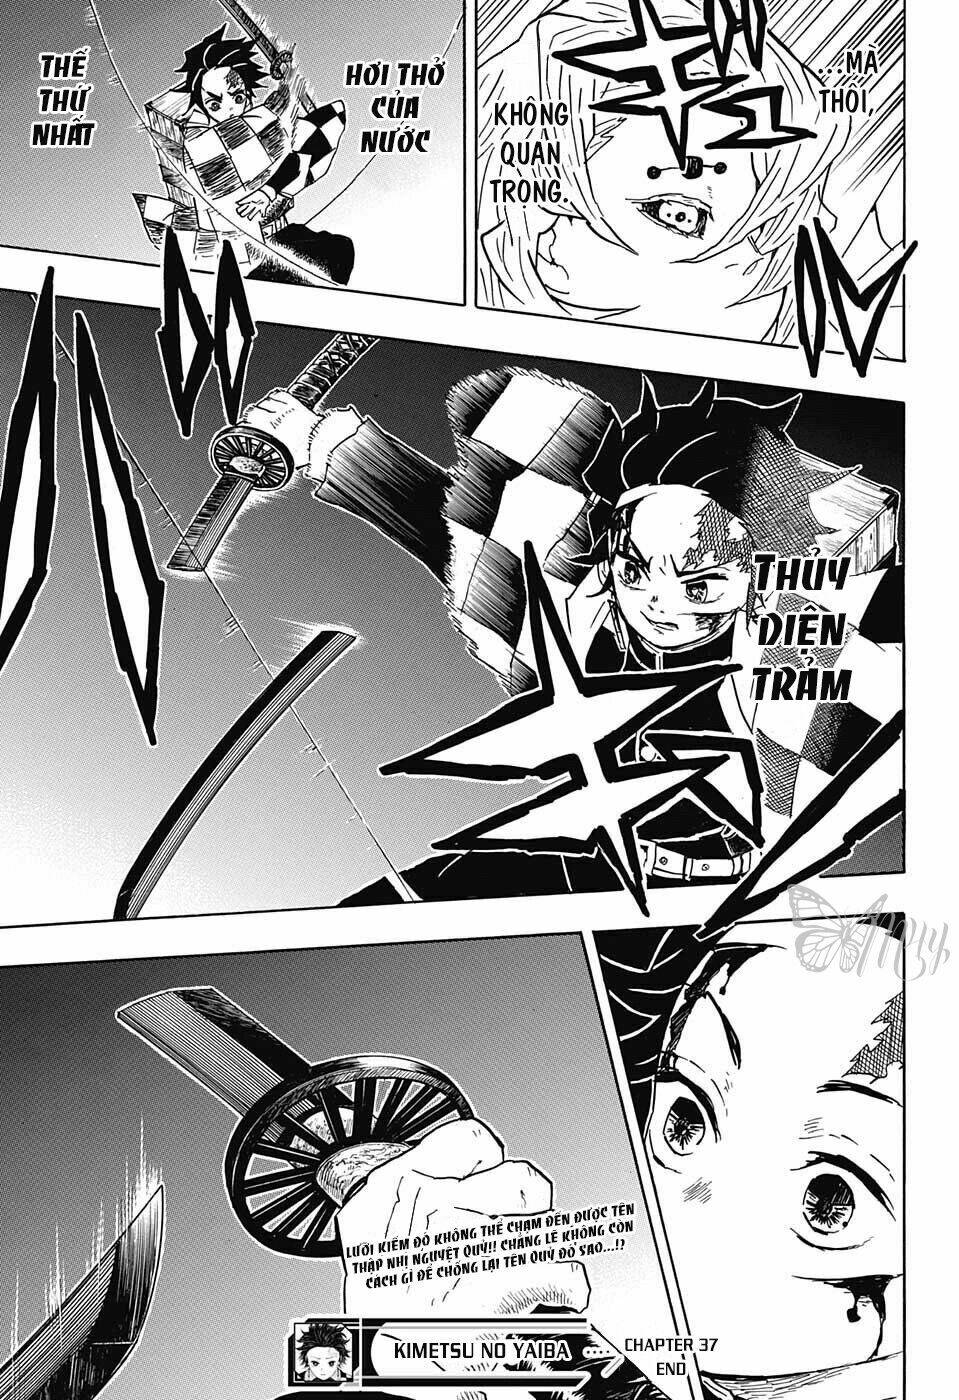 ...MÀ
THÔI,
KHÔNG
QUAN
TRỌNG.
HƠI THỞ
CỦA
NƯỚC
THẾ
THỨ
NHẤT
THỦY
DIỆN
TRẢM
LƯỠI KIẾM ĐÓ KHÔNG THỂ CHẠM ĐẾN ĐƯỢC TÊN
THẬP NHỊ NGUYỆT QUỶ!! CHẲNG LẼ KHÔNG CÒN
CÁCH GÌ ĐỂ CHỐNG LẠI TÊN QUỶ ĐÓ SAO...!?
KIMETSU NO YAIBA .... CHAPTER 37
END